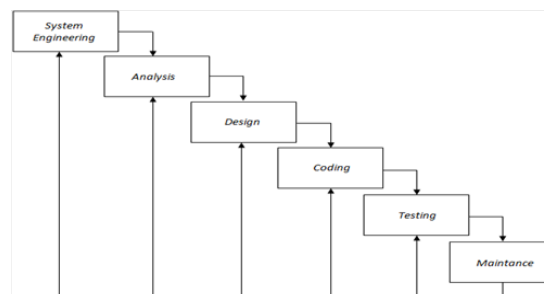 System
Engineering
Analysis
Design
Coding
Testing
Maintance